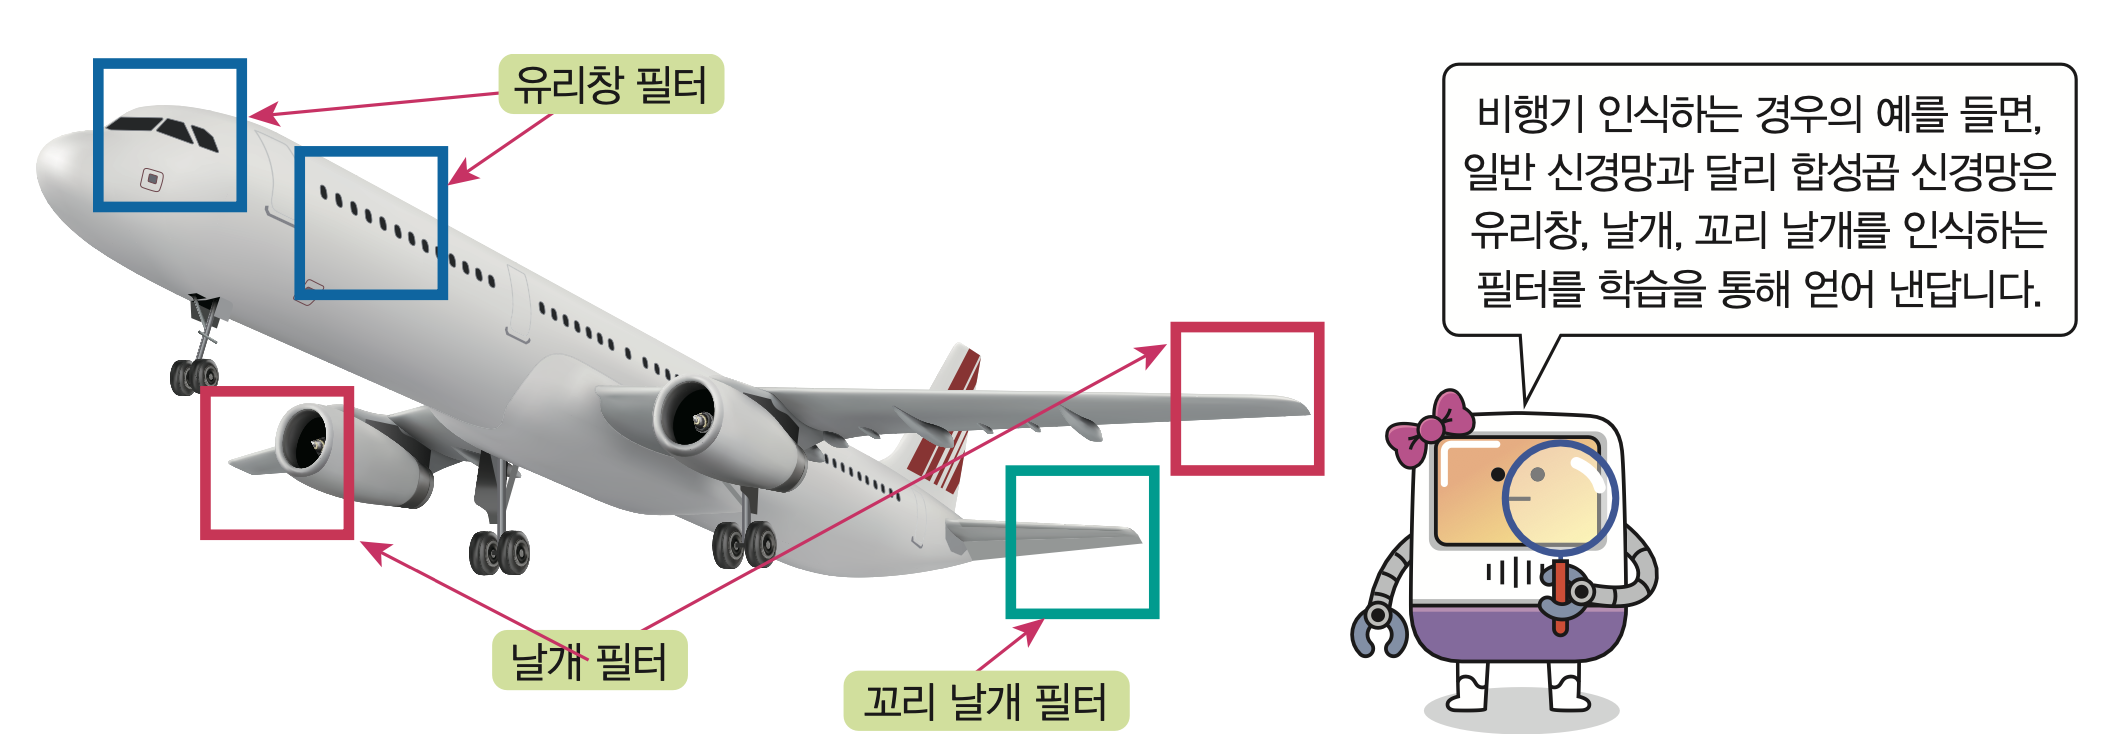 유리창 필터
비행기 인식하는 경우의 예를 들면,
일반 신경망과 달리 합성곱 신경망은
유리창, 날개, 꼬리 날개를 인식하는
필터를 학습을 통해 얻어 낸답니다.
날개 필터
꼬리 날개 필터